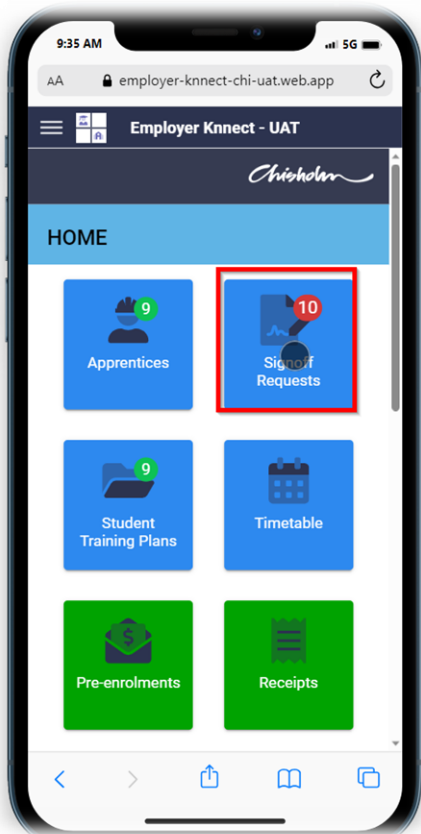 9:35 AM
5G
AA employer-knnect-chi-uat.web.app
Employer Knnect - UAT
Chisholm
HOME
9
Apprentices
10
Signoff
Requests
9
Student
Training Plans
Timetable
$
Pre-enrolments
Receipts